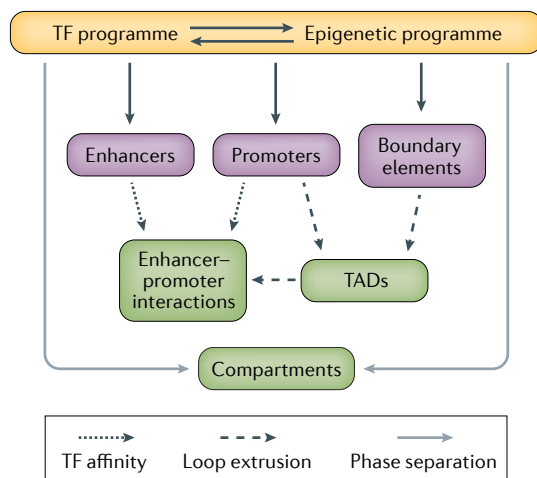 TF programme
Epigenetic programme
Enhancers
Promoters
Boundary
elements
Enhancer–
promoter
interactions
TADs
Compartments
TF affinity
Loop extrusion
Phase separation